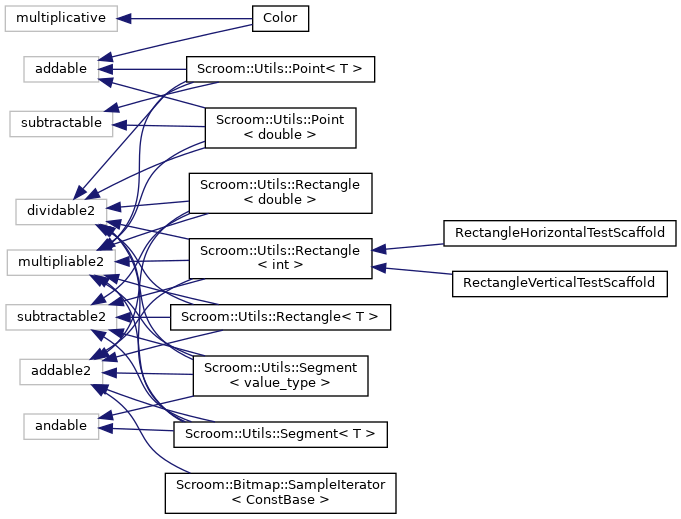 multiplicative
Color
addable
Scroom::Utils::Point< T >
subtractable
Scroom::Utils::Point
< double >
Scroom::Utils::Rectangle
< double >
dividable2
RectangleHorizontalTestScaffold
Scroom::Utils::Rectangle
< int >
multipliable2
RectangleVerticalTestScaffold
subtractable2
Scroom::Utils::Rectangle< T >
addable2
Scroom::Utils::Segment
< value_type >
andable
Scroom::Utils::Segment< T >
Scroom::Bitmap::SampleIterator
< ConstBase >